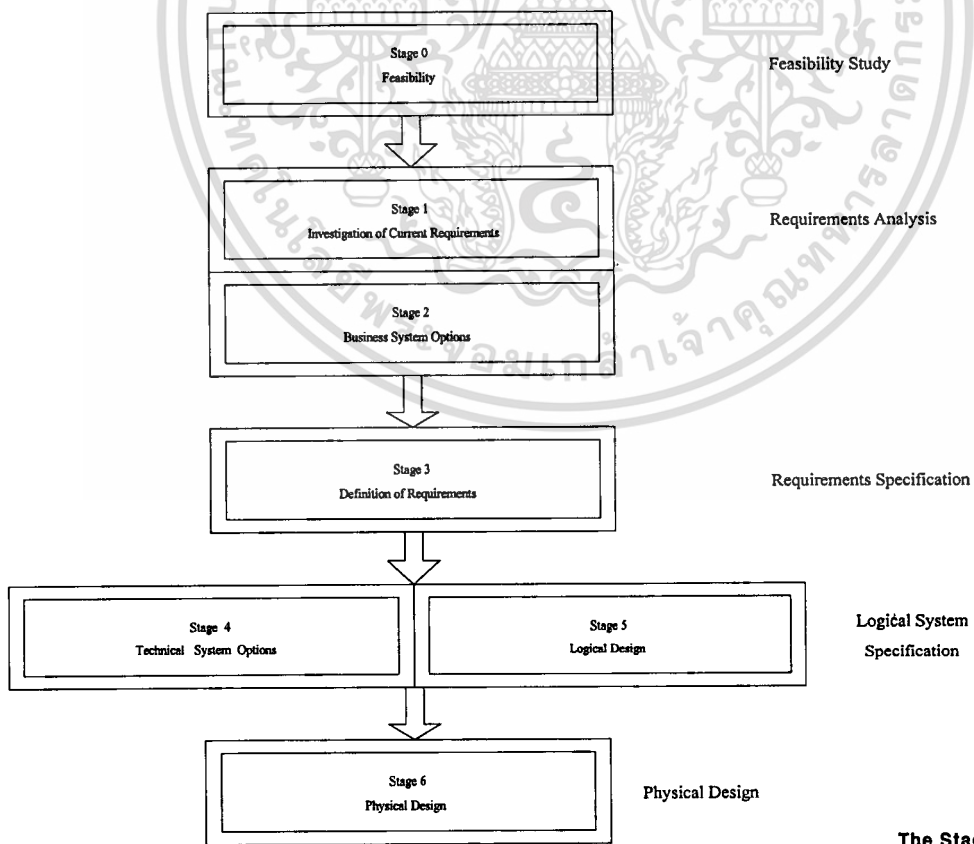 Stage 0
Feasibility
Feasibility Study
Stage 1
Investigation of Current Requirements
Requirements Analysis
Stage 2
Business System Options
Stage 3
Definition of Requirements
Requirements Specification
Stage 4
Technical System Options
Stage 5
Logical Design
Logical System
Specification
Stage 6
Physical Design
Physical Design
The Sta